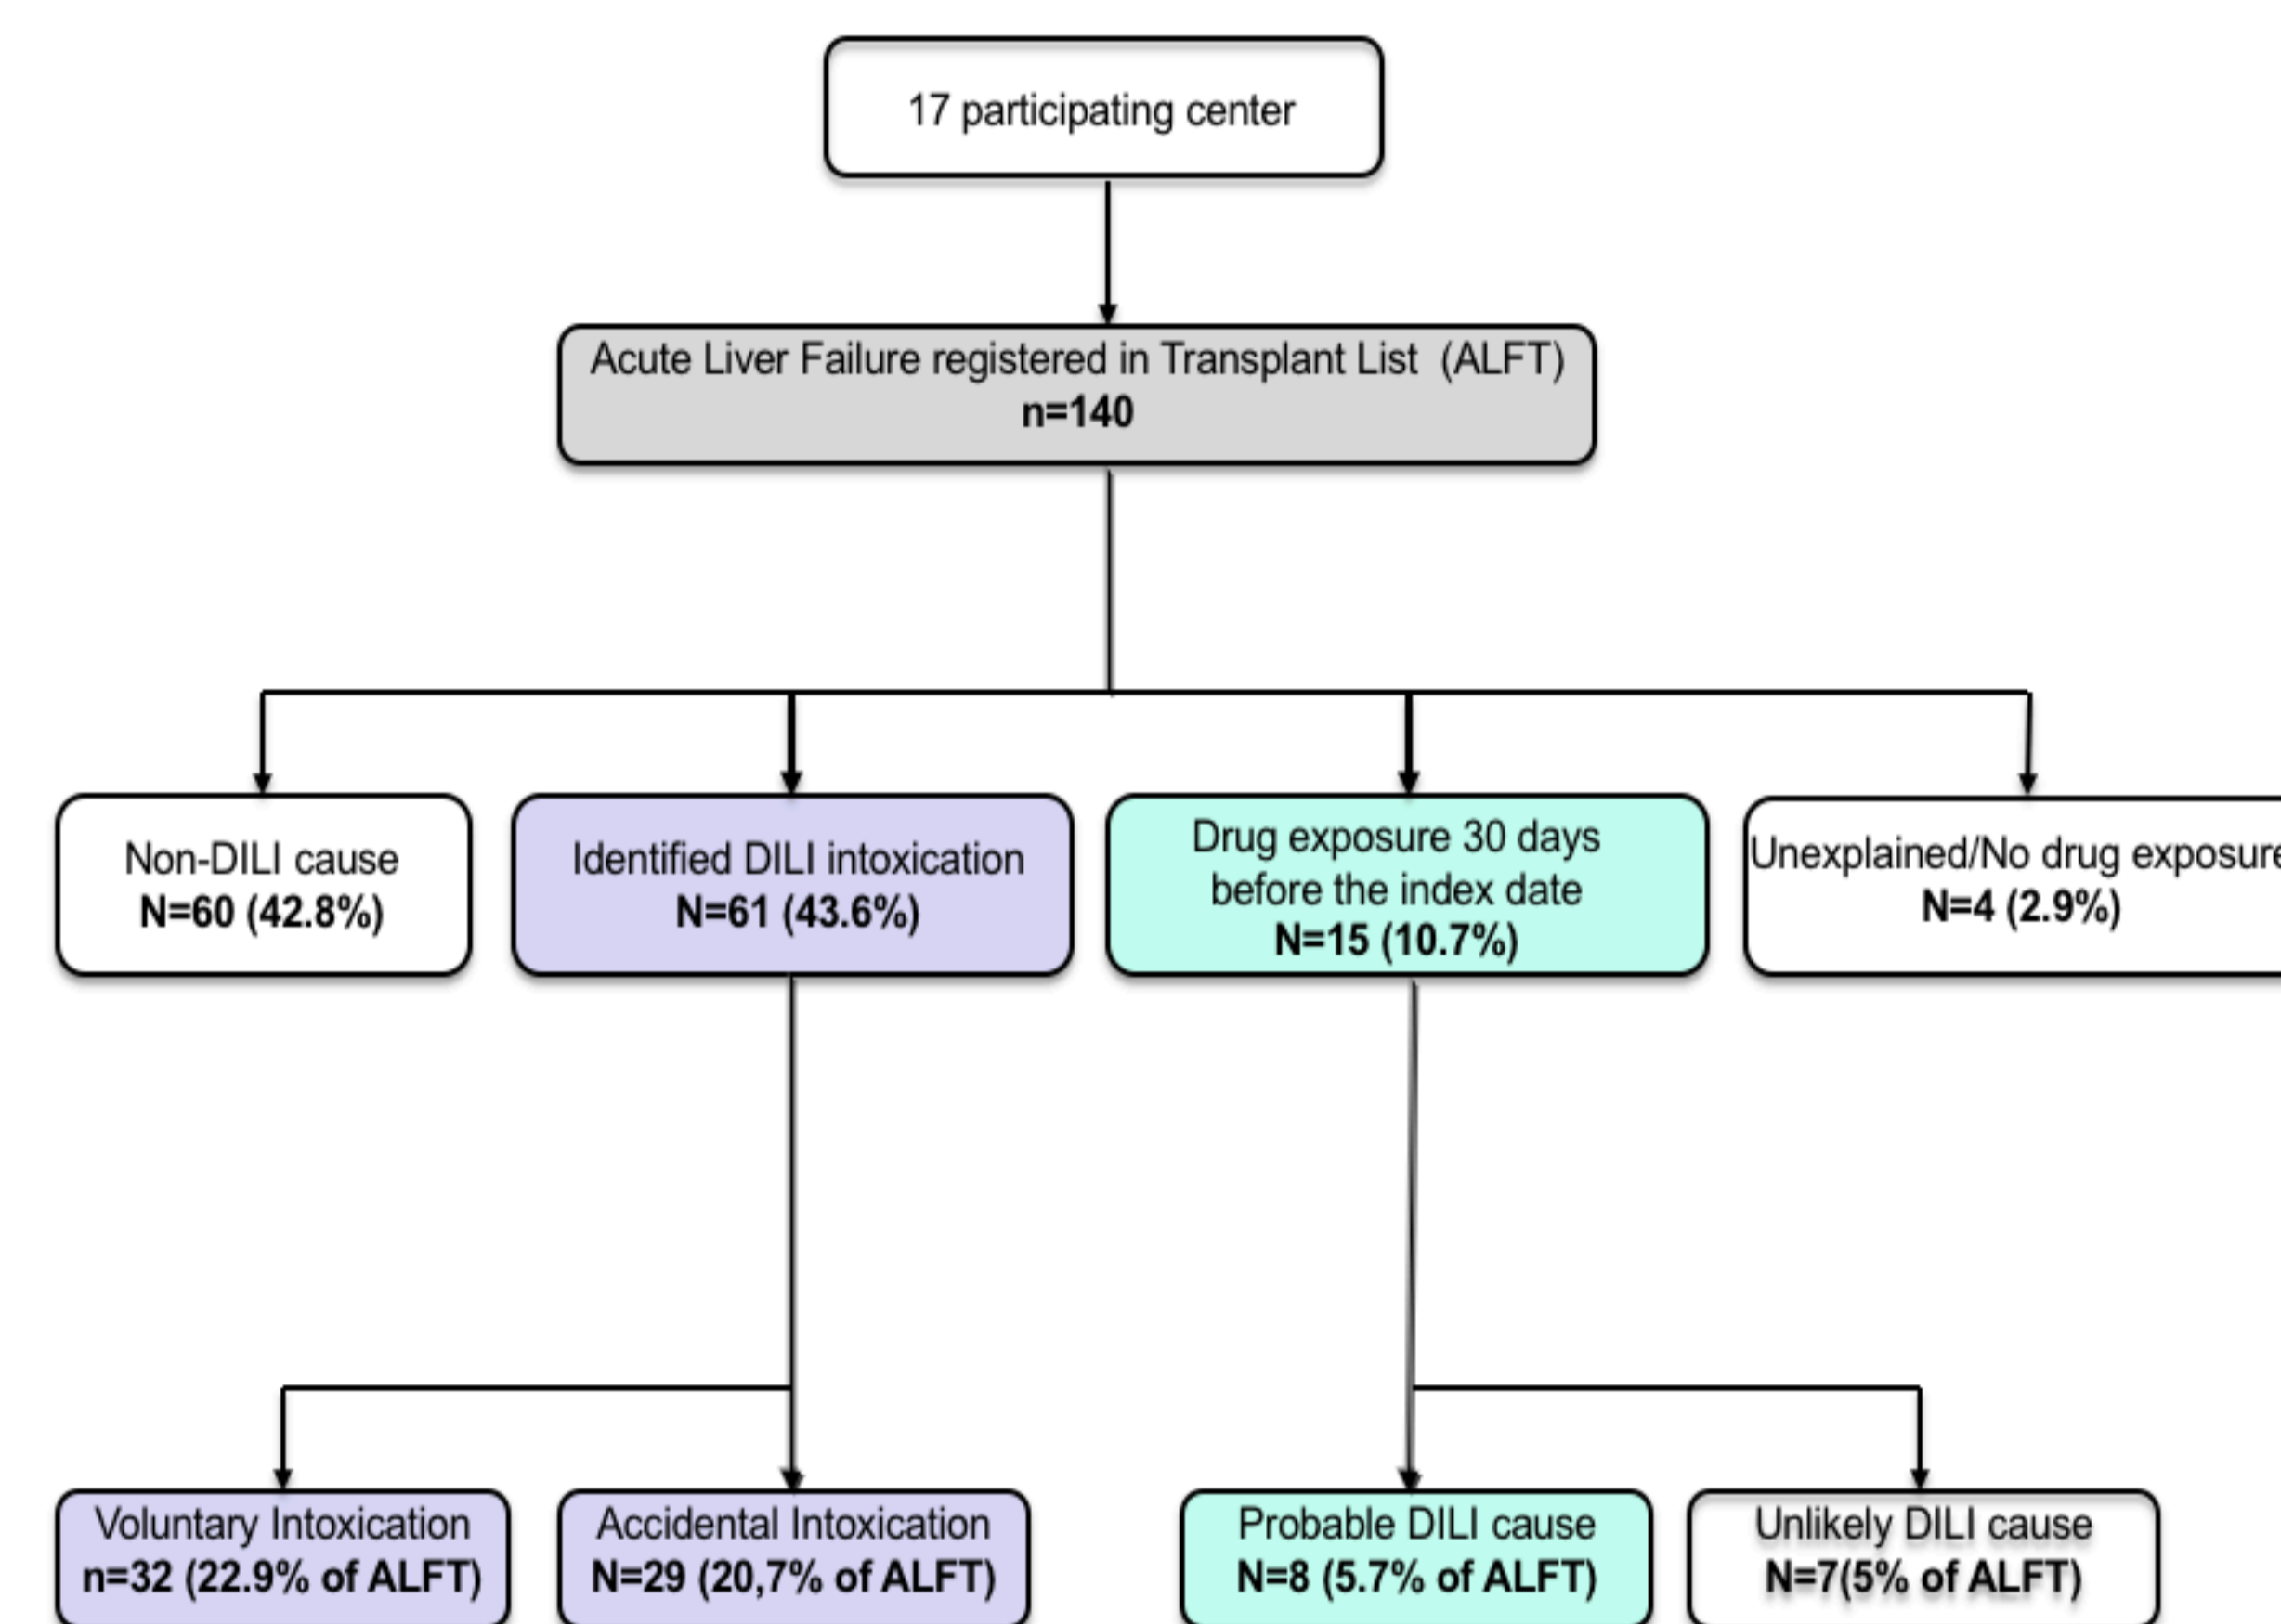 17 participating center
Acute Liver Failure registered in Transplant List (ALFT)
n=140
Non-DILI cause
N=60 (42.8%)
Identified DILI intoxication
N=61 (43.6%)
Drug exposure 30 days
before the index date
N=15 (10.7%)
Unexplained/No drug exposure
N=4 (2.9%)
Voluntary Intoxication
n=32 (22.9% of ALFT)
Accidental Intoxication
N=29 (20,7% of ALFT)
Probable DILI cause
N=8 (5.7% of ALFT)
Unlikely DILI cause
N=7(5% of ALFT)